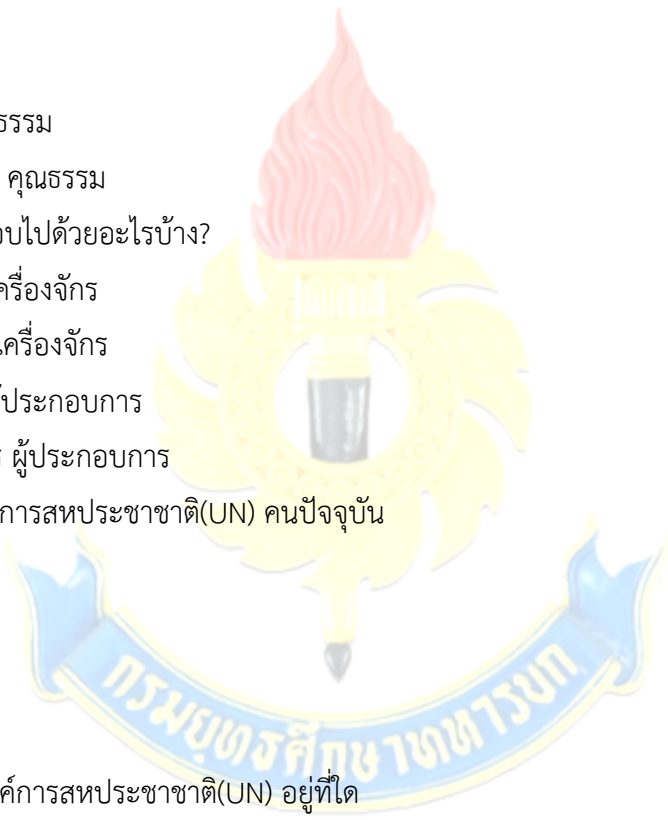 ธรรม
คุณธรรม
อบไปด้วยอะไรบ้าง?
ครื่องจักร
เครื่องจักร
ประกอบการ
ผู้ประกอบการ
การสหประชาชาติ(UN) คนปัจจุบัน
กรมยุทธศึกษาทหารบก
ค์การสหประชาชาติ(UN) อยู่ที่ใด